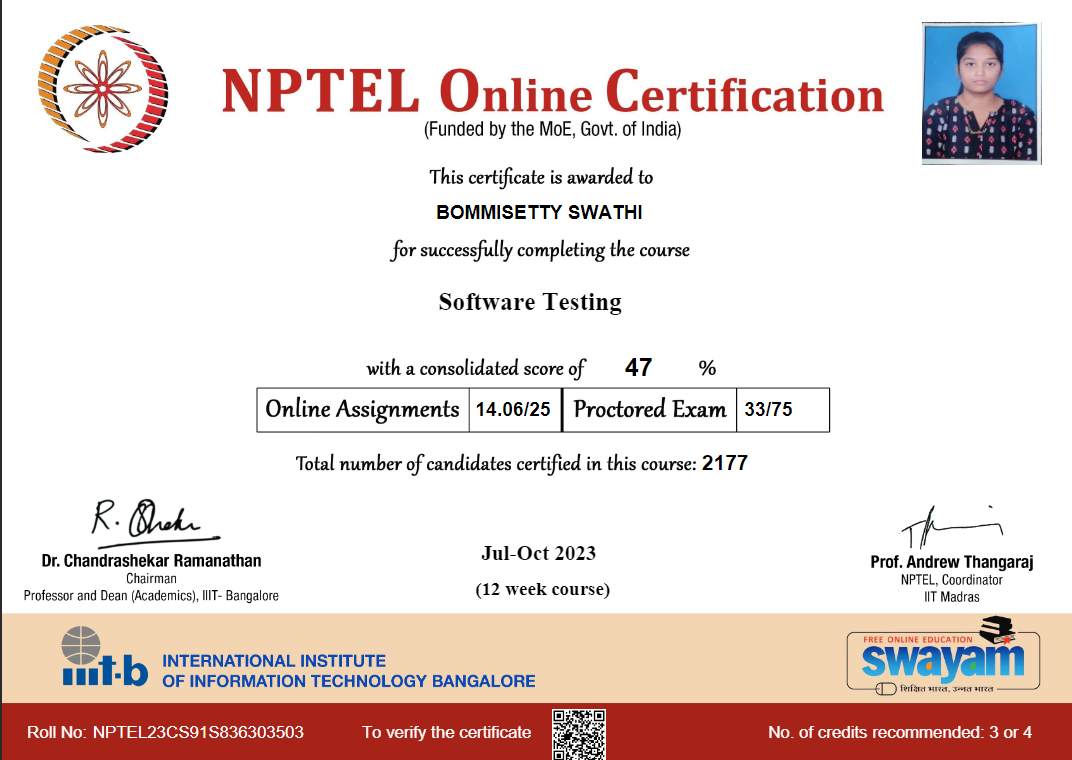 NPTEL Online Certification
(Funded by the MoE, Govt. of India)
This certificate is awarded to
BOMMISETTY SWATHI
for successfully completing the course
Software Testing
with a consolidated score of 47 %
Online Assignments 14.06/25 Proctored Exam 33/75
Total number of candidates certified in this course: 2177
R. Shekar
Dr. Chandrashekar Ramanathan
Chairman
Professor and Dean (Academics), IIIT- Bangalore
Jul-Oct 2023
(12 week course)
Prof. Andrew Thangaraj
NPTEL, Coordinator
IIT Madras
iiit-b
INTERNATIONAL INSTITUTE
OF INFORMATION TECHNOLOGY BANGALORE
FREE ONLINE EDUCATION
swayam
शिक्षित भारत, उन्नत भारत
Roll No: NPTEL23CS91S836303503
To verify the certificate
No. of credits recommended: 3 or 4